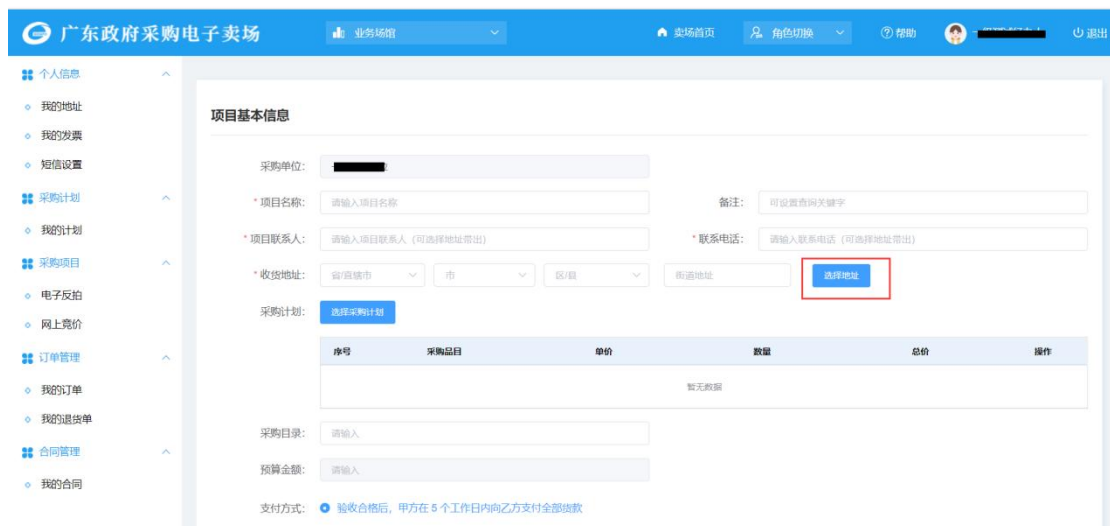 广东政府采购电子卖场 业务场馆 卖场首页 角色切换 帮助 退出
个人信息
我的地址
我的发票
短信设置
采购计划
我的计划
采购项目
电子反拍
网上竞价
订单管理
我的订单
我的退货单
合同管理
我的合同
项目基本信息
采购单位:
* 项目名称: 请输入项目名称 备注: 可设置查询关键字
* 项目联系人: 请输入项目联系人（可选择地址带出） * 联系电话: 请输入联系电话（可选择地址带出）
* 收货地址: 省/直辖市 市 区/县 街道地址 选择地址
采购计划: 选择采购计划
序号 采购品目 单价 数量 总价 操作
暂无数据
采购目录: 请输入
预算金额: 请输入
支付方式: 验收合格后，甲方在 5 个工作日内向乙方支付全部货款